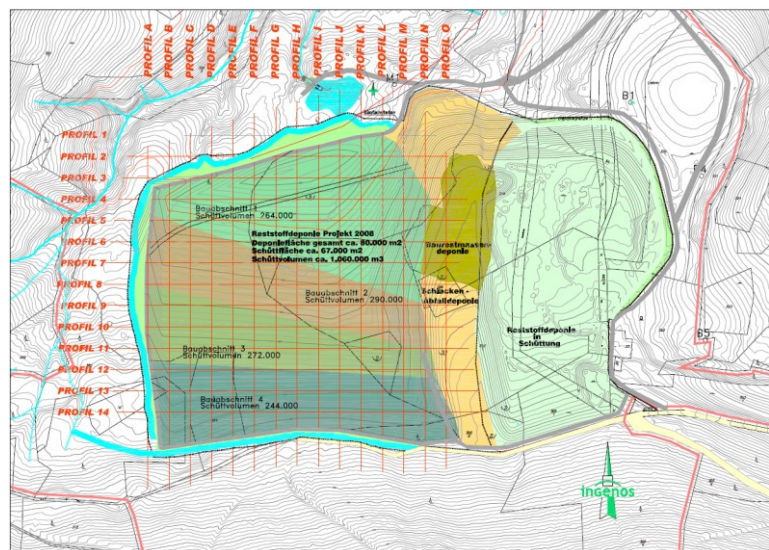 PROFIL A
PROFIL B
PROFIL C
PROFIL D
PROFIL E
PROFIL F
PROFIL G
PROFIL H
PROFIL I
PROFIL J
PROFIL K
PROFIL L
PROFIL M
PROFIL N
PROFIL O
M1
B1
PROFIL 1
PROFIL 2
PROFIL 3
PROFIL 4
PROFIL 5
PROFIL 6
PROFIL 7
PROFIL 8
PROFIL 9
PROFIL 10
PROFIL 11
PROFIL 12
PROFIL 13
PROFIL 14
Bauabschnitt 1
Schüttvolumen 264.000
Reststoffdeponie Projekt 2008
Deponiefläche gesamt ca. 80.000 m2
Schüttfläche ca. 67.000 m2
Schüttvolumen ca. 1.060.000 m3
Baurestmassen-
deponie
Bauabschnitt 2
Schüttvolumen 290.000
Schlacken-
abfalldeponie
Reststoffdeponie
in
Schüttung
B5
Bauabschnitt 3
Schüttvolumen 272.000
Bauabschnitt 4
Schüttvolumen 244.000
ingenos